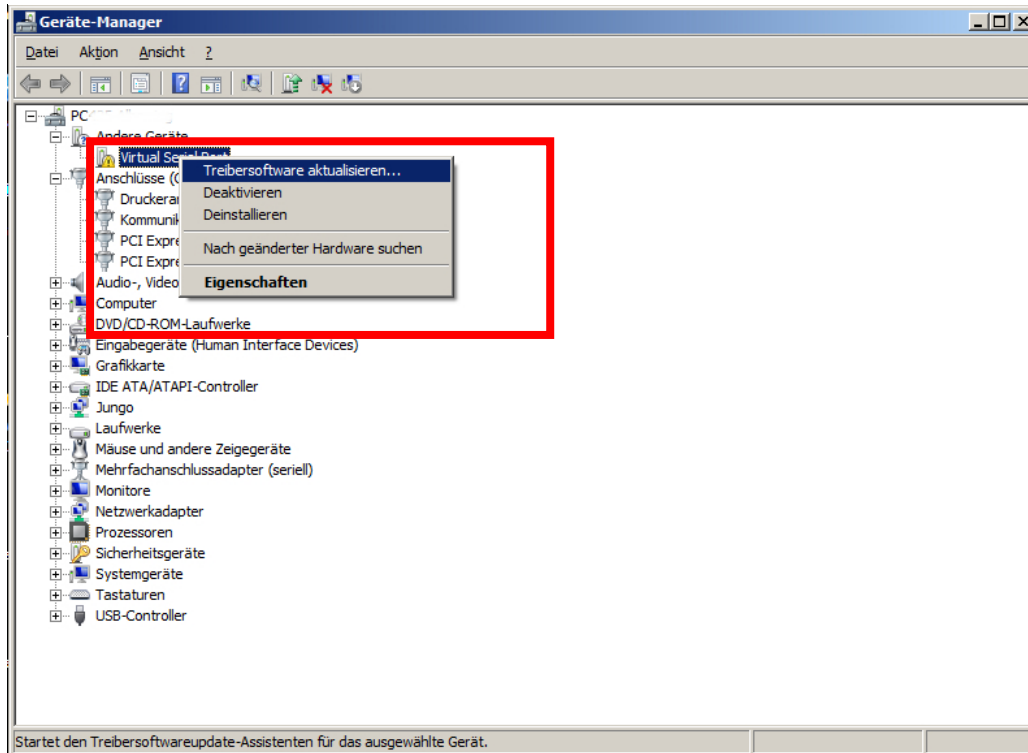 Geräte-Manager
Datei Aktion Ansicht ?
PC
Andere Geräte
Virtual Serial Port
Treibersoftware aktualisieren...
Anschlüsse (C
Deaktivieren
Druckeran
Deinstallieren
Kommunik
PCI Expre
Nach geänderter Hardware suchen
PCI Expre
Audio-, Video
Eigenschaften
Computer
DVD/CD-ROM-Laufwerke
Eingabegeräte (Human Interface Devices)
Grafikkarte
IDE ATA/ATAPI-Controller
Jungo
Laufwerke
Mäuse und andere Zeigegeräte
Mehrfachanschlussadapter (seriell)
Monitore
Netzwerkadapter
Prozessoren
Sicherheitsgeräte
Systemgeräte
Tastaturen
USB-Controller
Startet den Treibersoftwareupdate-Assistenten für das ausgewählte Gerät.